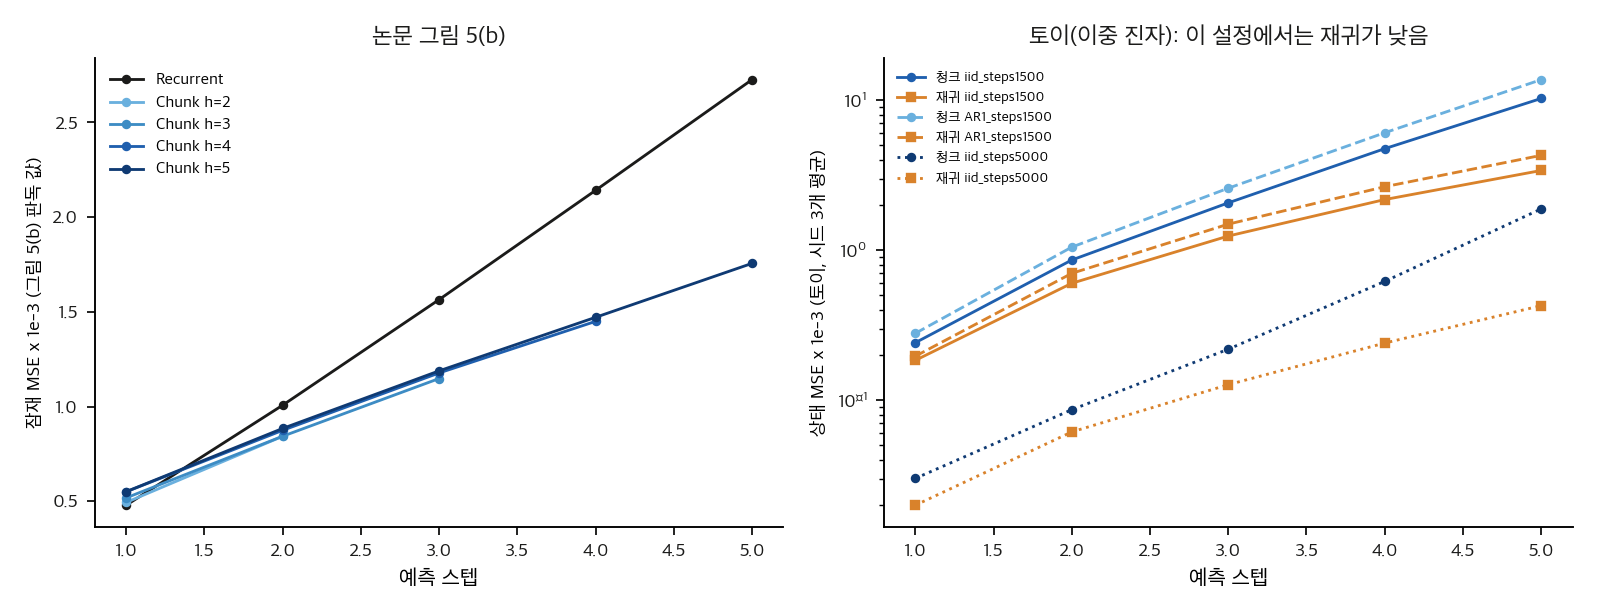 논문 그림 5(b)
Recurrent
Chunk h=2
Chunk h=3
Chunk h=4
Chunk h=5
잠재 MSE x 1e-3 (그림 5(b) 판독 값)
2.5
2.0
1.5
1.0
0.5
1.0 1.5 2.0 2.5 3.0 3.5 4.0 4.5 5.0
예측 스텝
토이(이중 진자): 이 설정에서는 재귀가 낮음
청크 iid_steps1500
재귀 iid_steps1500
청크 AR1_steps1500
재귀 AR1_steps1500
청크 iid_steps5000
재귀 iid_steps5000
상태 MSE x 1e-3 (토이, 시드 3개 평균)
10¹
10⁰
10¤¹
1.0 1.5 2.0 2.5 3.0 3.5 4.0 4.5 5.0
예측 스텝